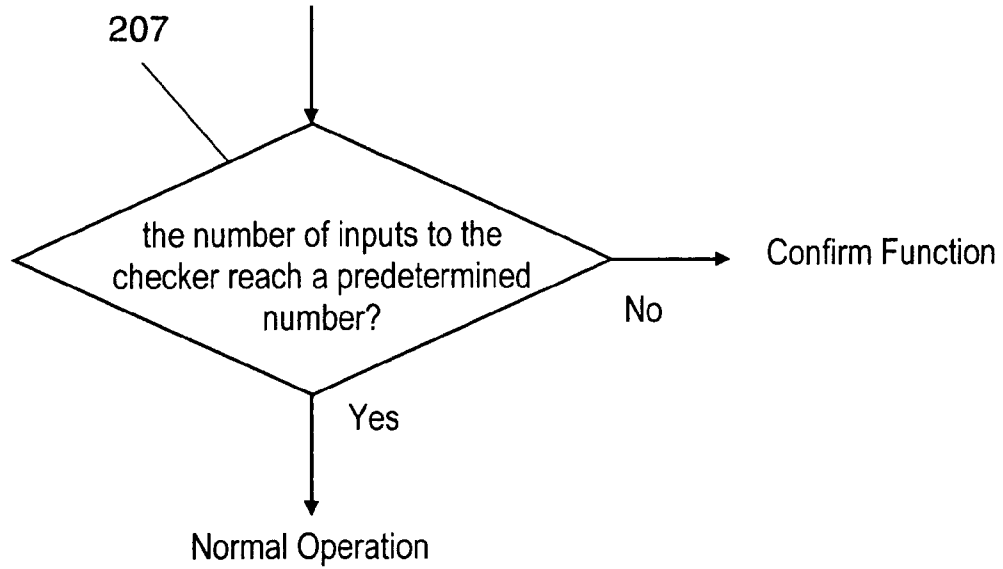 207
the number of inputs to the
checker reach a predetermined
number?
Confirm Function
No
Yes
Normal Operation